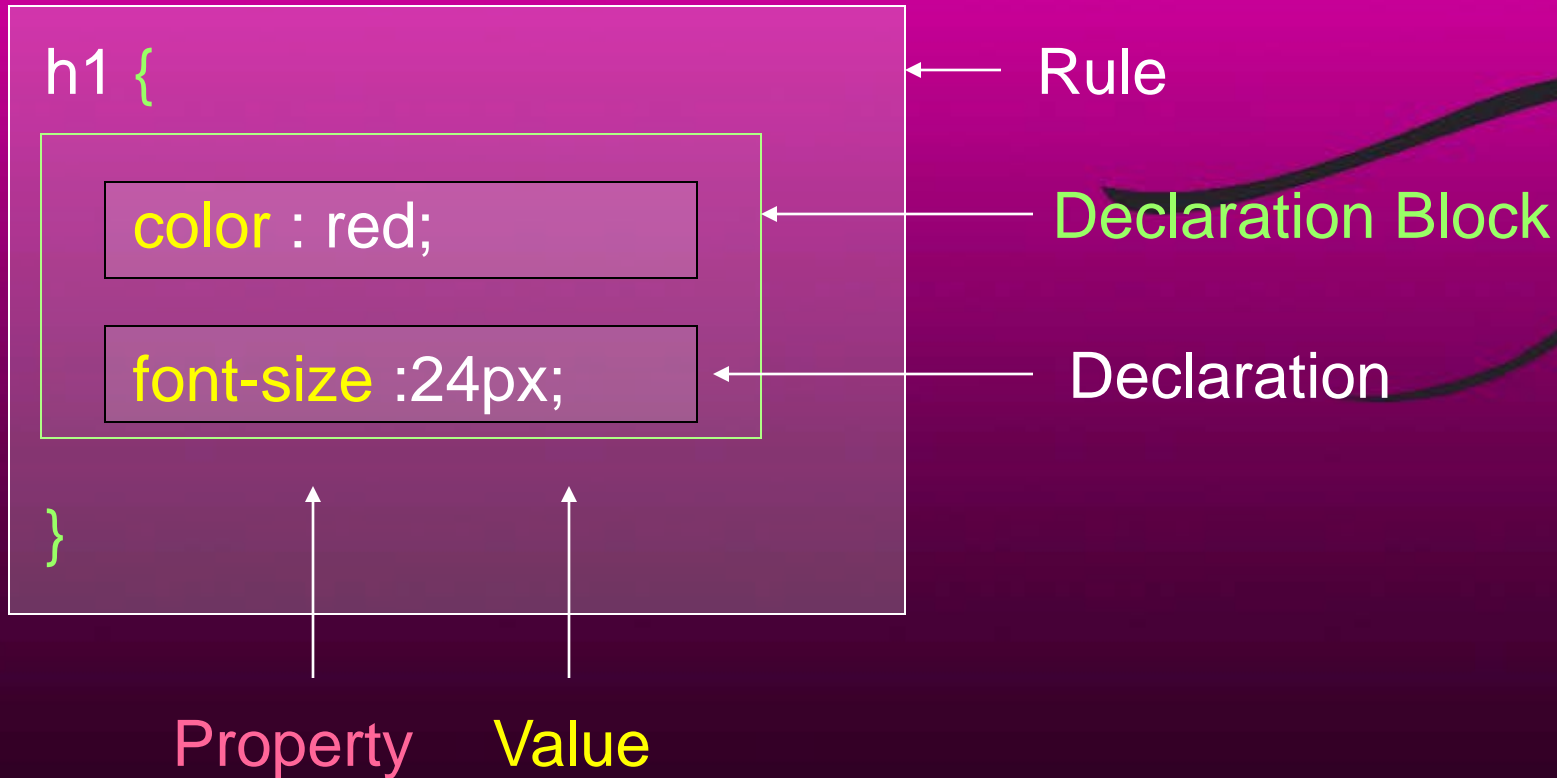 h1 {
Rule
color : red;
Declaration Block
font-size :24px;
Declaration
}
Property Value